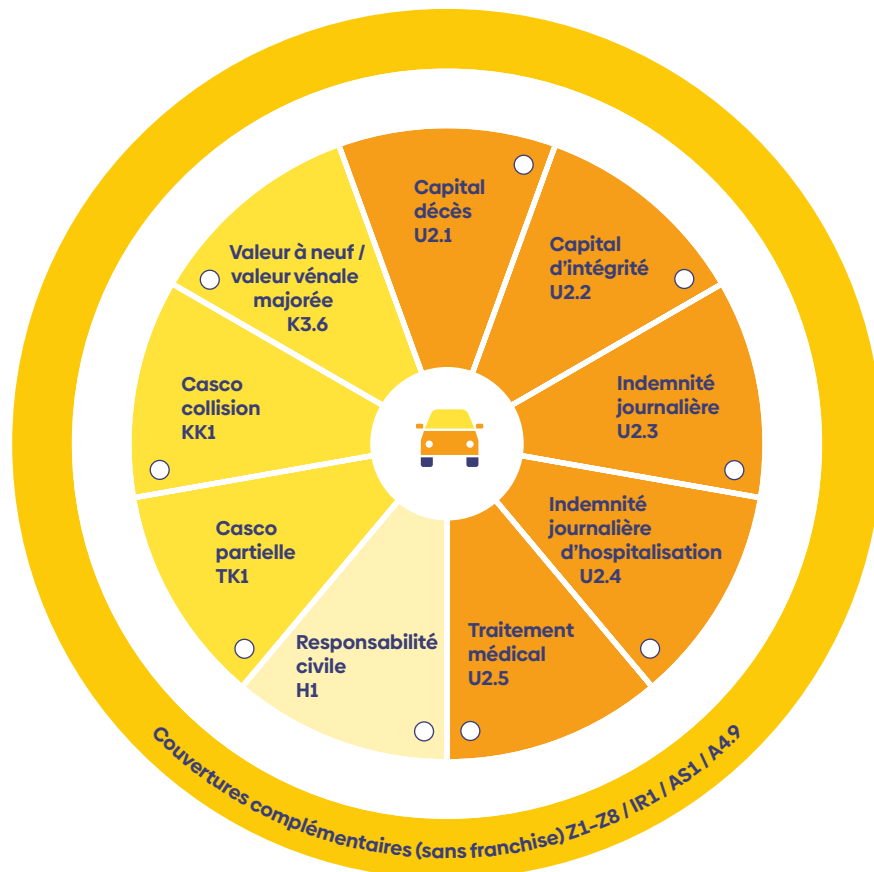 Capital
décès
U2.1
Capital
d'intégrité
U2.2
Indemnité
journalière
U2.3
Indemnité
journalière
d'hospitalisation
U2.4
Traitement
médical
U2.5
Responsabilité
civile
H1
Casco
partielle
TK1
Casco
collision
KK1
Valeur à neuf /
valeur vénale
majorée
K3.6
Couvertures complémentaires (sans franchise) Z1–Z8 / IR1 / AS1 / A4.9